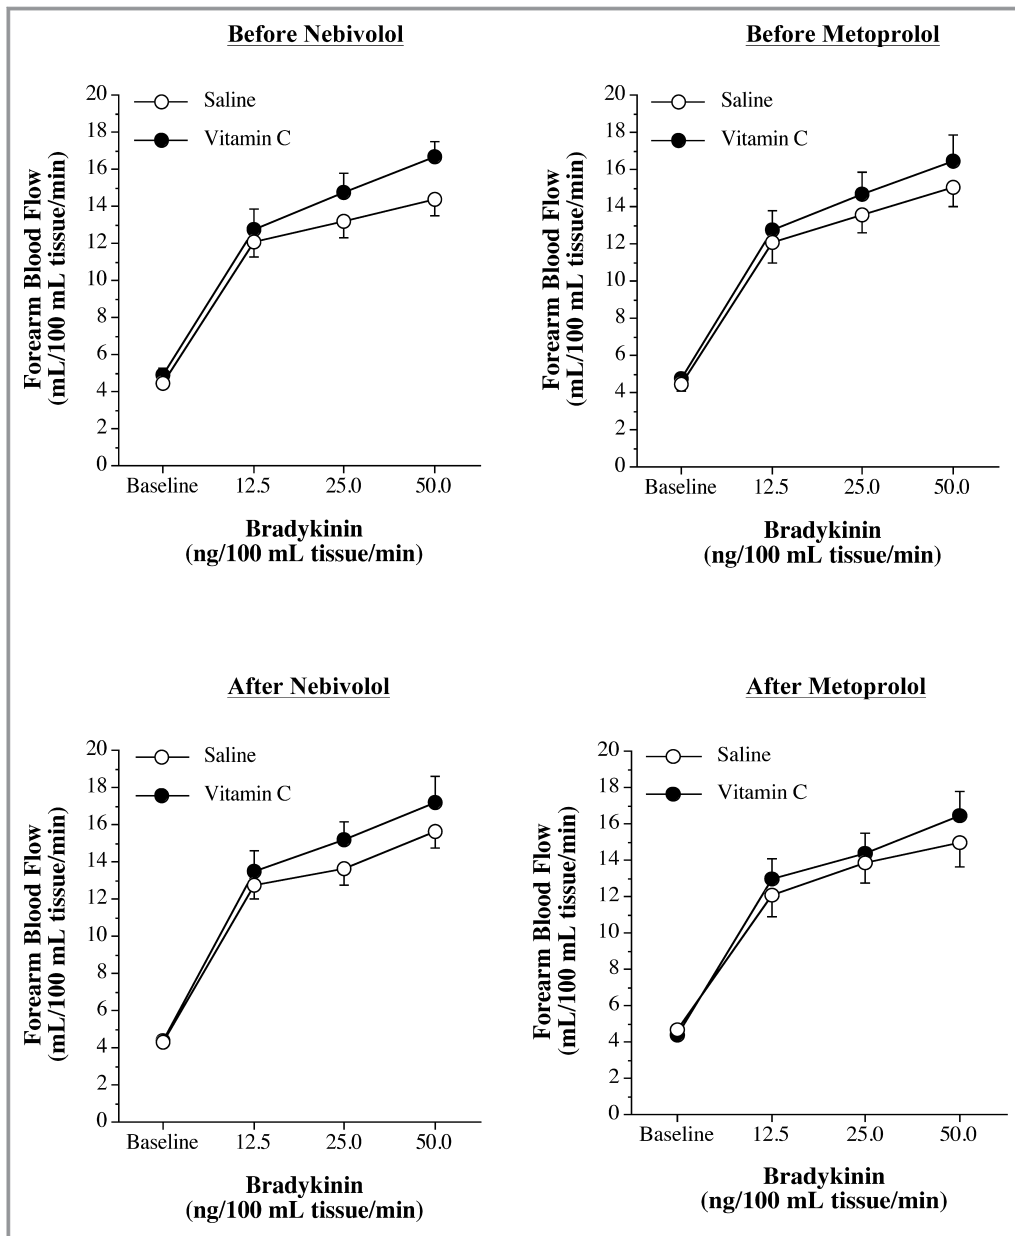 Before Nebivolol
20
18
16
14
12
10
8
6
4
2
0
Saline
Vitamin C
Forearm Blood Flow
(mL/100 mL tissue/min)
Baseline 12.5 25.0 50.0
Bradykinin
(ng/100 mL tissue/min)
Before Metoprolol
20
18
16
14
12
10
8
6
4
2
0
Saline
Vitamin C
Forearm Blood Flow
(mL/100 mL tissue/min)
Baseline 12.5 25.0 50.0
Bradykinin
(ng/100 mL tissue/min)
After Nebivolol
20
18
16
14
12
10
8
6
4
2
0
Saline
Vitamin C
Forearm Blood Flow
(mL/100 mL tissue/min)
Baseline 12.5 25.0 50.0
Bradykinin
(ng/100 mL tissue/min)
After Metoprolol
20
18
16
14
12
10
8
6
4
2
0
Saline
Vitamin C
Forearm Blood Flow
(mL/100 mL tissue/min)
Baseline 12.5 25.0 50.0
Bradykinin
(ng/100 mL tissue/min)